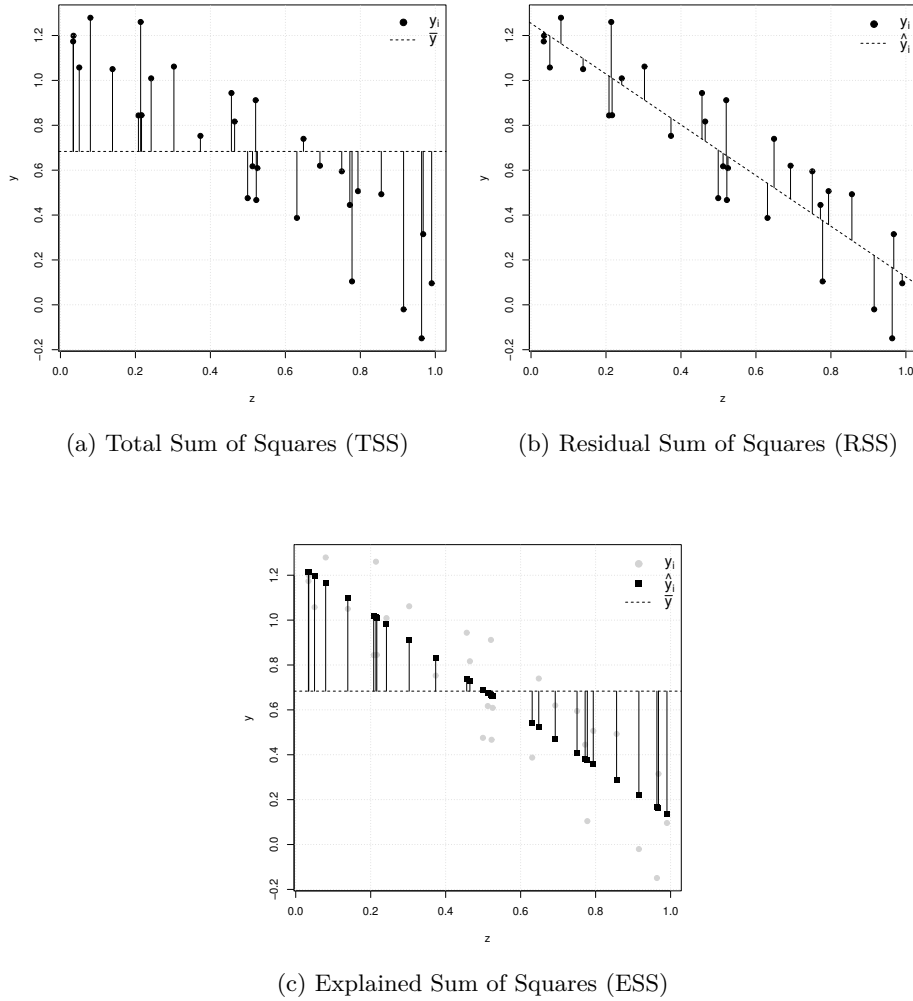 y_i
ȳ
1.2
1.0
0.8
0.6
0.4
0.2
0.0
−0.2
y
0.0 0.2 0.4 0.6 0.8 1.0
z
(a) Total Sum of Squares (TSS)
y_i
ŷ_i
1.2
1.0
0.8
0.6
0.4
0.2
0.0
−0.2
y
0.0 0.2 0.4 0.6 0.8 1.0
z
(b) Residual Sum of Squares (RSS)
y_i
ŷ_i
ȳ
1.2
1.0
0.8
0.6
0.4
0.2
0.0
−0.2
y
0.0 0.2 0.4 0.6 0.8 1.0
z
(c) Explained Sum of Squares (ESS)